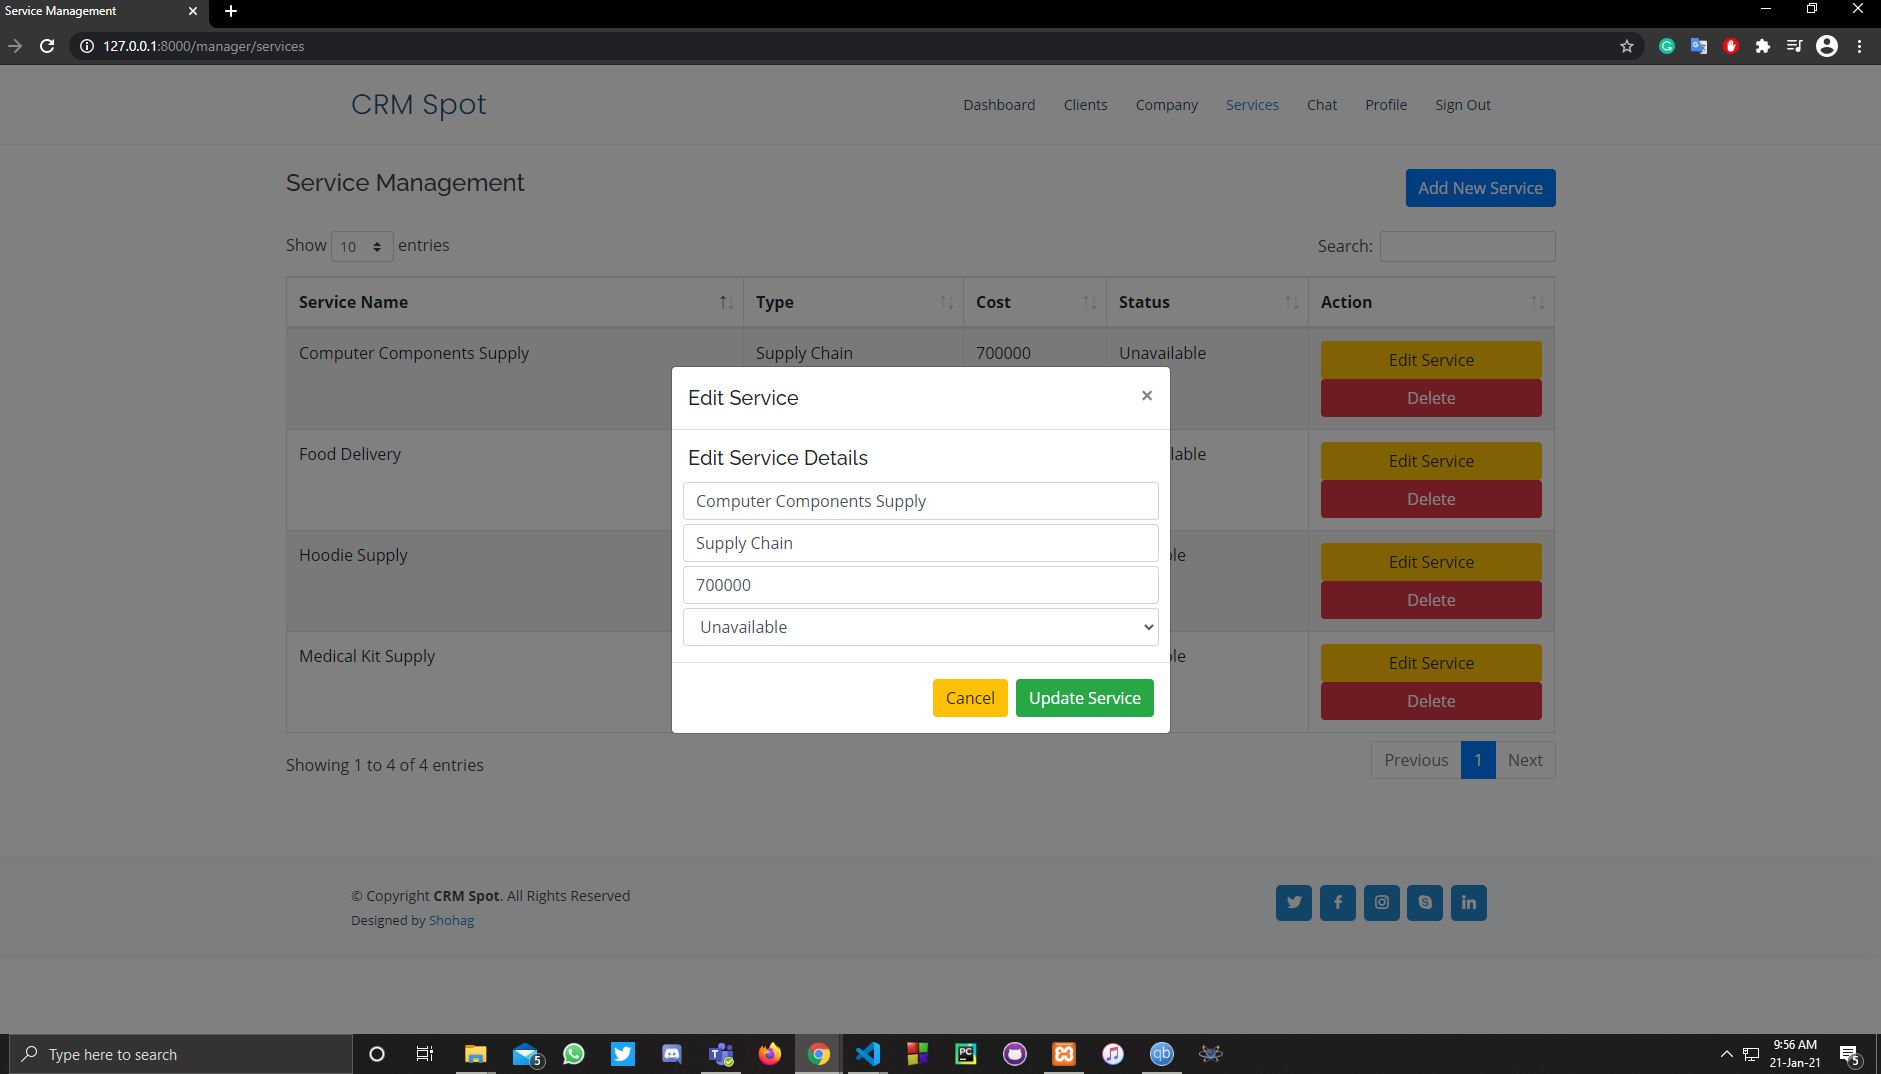 Service Management
127.0.0.1:8000/manager/services
CRM Spot
Dashboard Clients Company Services Chat Profile Sign Out
Service Management
Add New Service
Show 10 entries
Search:
Service Name Type Cost Status Action
Computer Components Supply Supply Chain 700000 Unavailable Edit Service
Delete
Food Delivery lable Edit Service
Delete
Hoodie Supply ble Edit Service
Delete
Medical Kit Supply ble Edit Service
Delete
Edit Service ×
Edit Service Details
Computer Components Supply
Supply Chain
700000
Unavailable
Cancel Update Service
Showing 1 to 4 of 4 entries
Previous 1 Next
© Copyright CRM Spot. All Rights Reserved
Designed by Shohag
Type here to search
5
PC
qb
9:56 AM
21-Jan-21
5